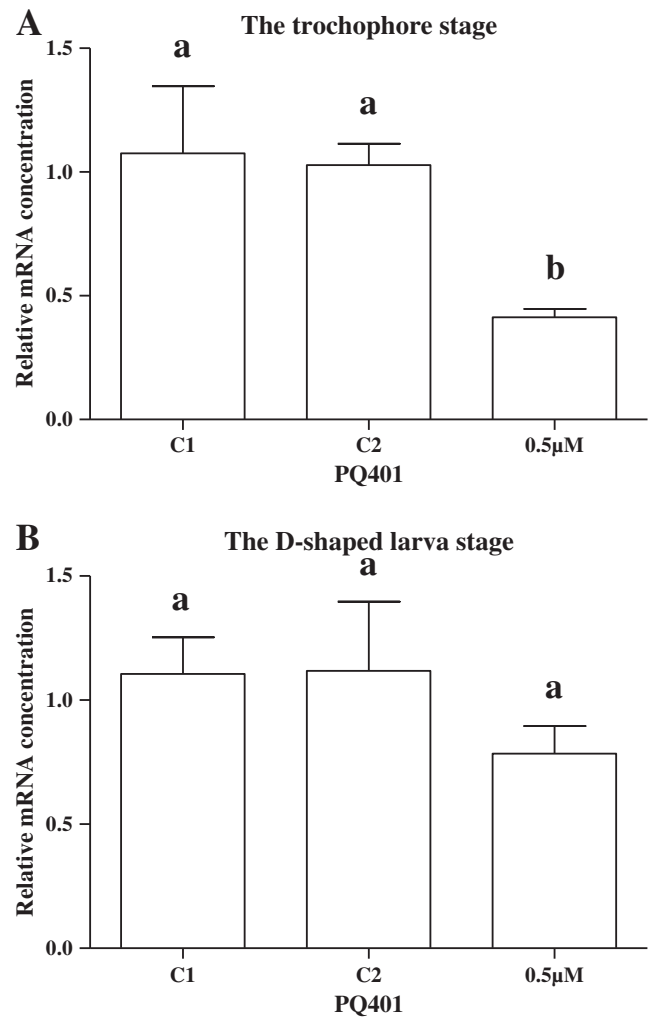 A
The trochophore stage
Relative mRNA concentration
1.5
1.0
0.5
0.0
a
a
b
C1
C2
0.5µM
PQ401
B
The D-shaped larva stage
Relative mRNA concentration
1.5
1.0
0.5
0.0
a
a
a
C1
C2
0.5µM
PQ401